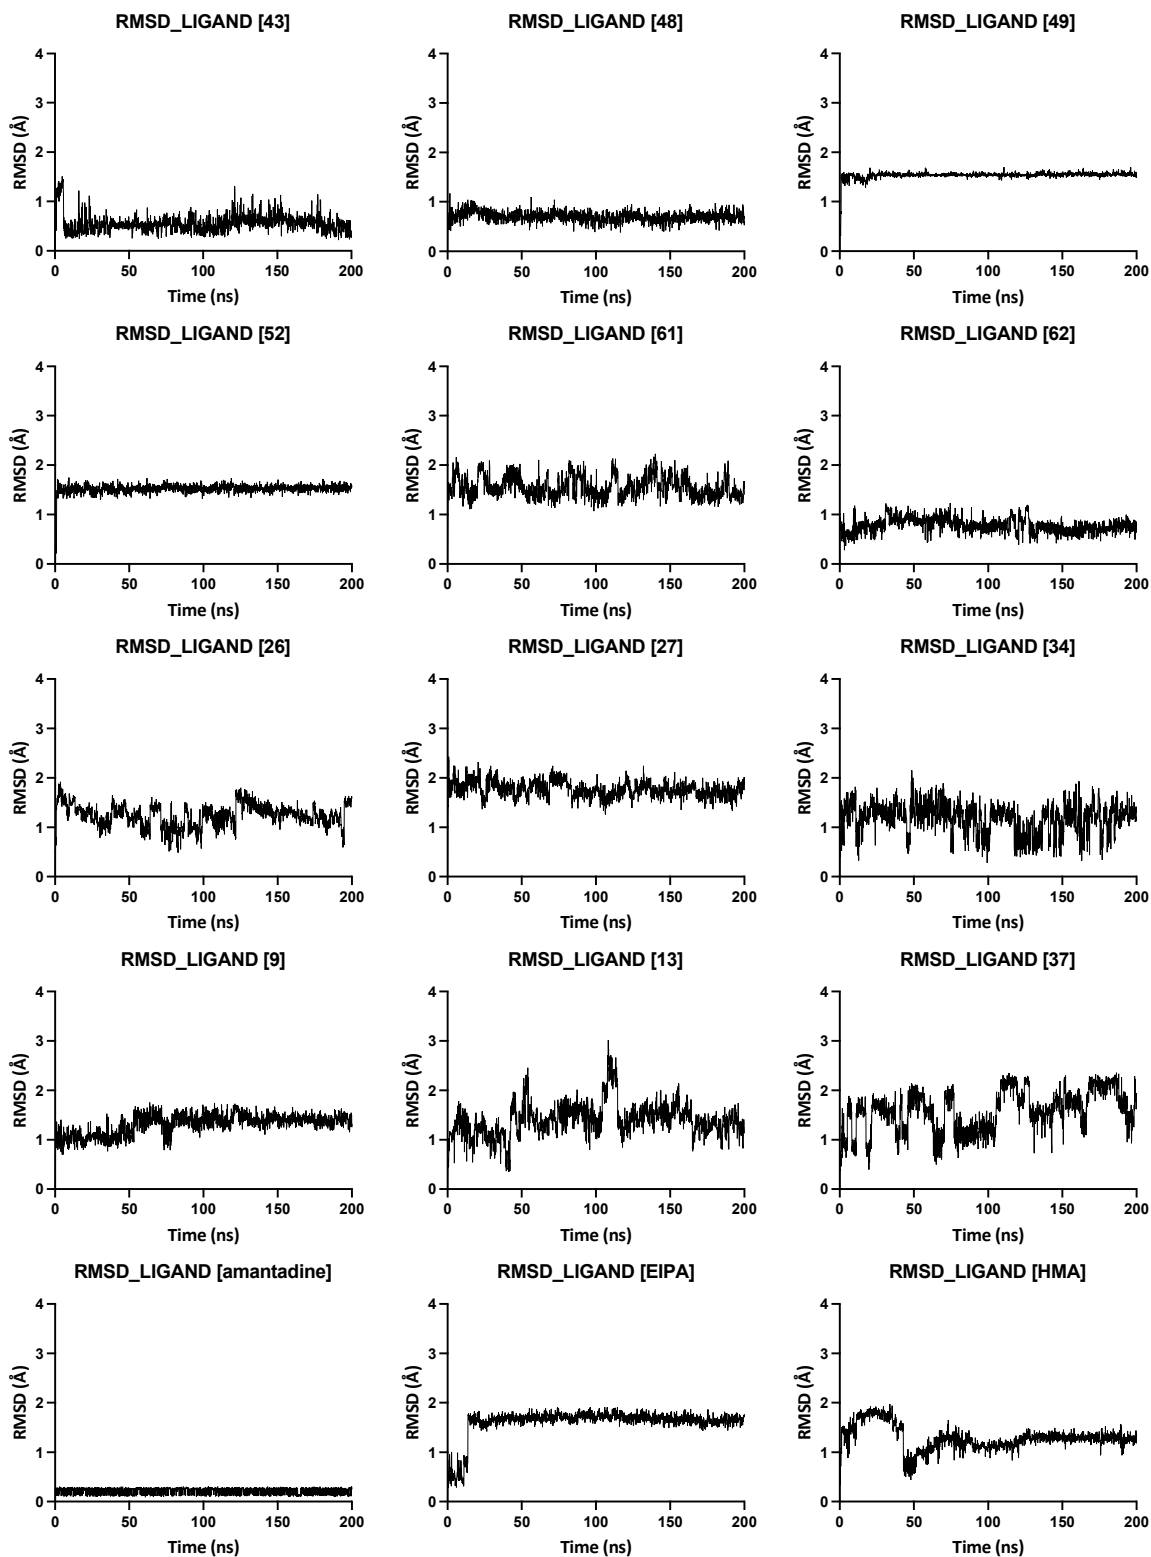 RMSD_LIGAND [43] RMSD_LIGAND [48] RMSD_LIGAND [49]
4 4 4
3 3 3
2 2 2
1 1 1
0 0 0
RMSD (Å) RMSD (Å) RMSD (Å)
0 50 100 150 200 0 50 100 150 200 0 50 100 150 200
Time (ns) Time (ns) Time (ns)
RMSD_LIGAND [52] RMSD_LIGAND [61] RMSD_LIGAND [62]
4 4 4
3 3 3
2 2 2
1 1 1
0 0 0
RMSD (Å) RMSD (Å) RMSD (Å)
0 50 100 150 200 0 50 100 150 200 0 50 100 150 200
Time (ns) Time (ns) Time (ns)
RMSD_LIGAND [26] RMSD_LIGAND [27] RMSD_LIGAND [34]
4 4 4
3 3 3
2 2 2
1 1 1
0 0 0
RMSD (Å) RMSD (Å) RMSD (Å)
0 50 100 150 200 0 50 100 150 200 0 50 100 150 200
Time (ns) Time (ns) Time (ns)
RMSD_LIGAND [9] RMSD_LIGAND [13] RMSD_LIGAND [37]
4 4 4
3 3 3
2 2 2
1 1 1
0 0 0
RMSD (Å) RMSD (Å) RMSD (Å)
0 50 100 150 200 0 50 100 150 200 0 50 100 150 200
Time (ns) Time (ns) Time (ns)
RMSD_LIGAND [amantadine] RMSD_LIGAND [EIPA] RMSD_LIGAND [HMA]
4 4 4
3 3 3
2 2 2
1 1 1
0 0 0
RMSD (Å) RMSD (Å) RMSD (Å)
0 50 100 150 200 0 50 100 150 200 0 50 100 150 200
Time (ns) Time (ns) Time (ns)